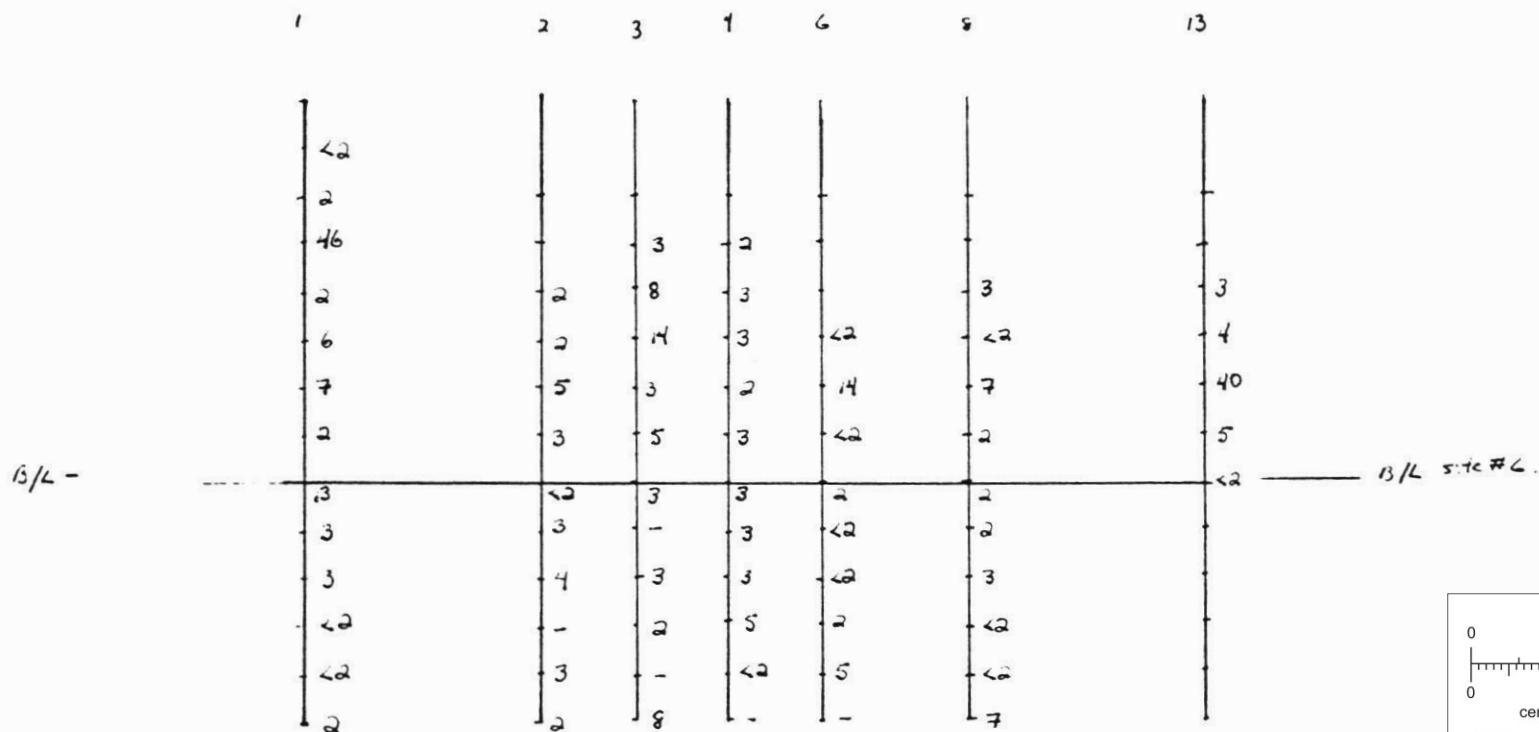 1 2 3 4 6 8 13
<2
2
46 3 2
2 2 8 3 3 3
6 2 14 3 <2 <2 4
7 5 3 2 14 7 40
2 3 5 3 <2 2 5
B/L - <2 B/L site #6.
3 <2 3 3 2 2
3 3 - 3 <2 2
3 4 3 3 <2 3
<2 - 2 5 2 <2
<2 3 - <2 5 <2
2 2 8 - - 7
0
0